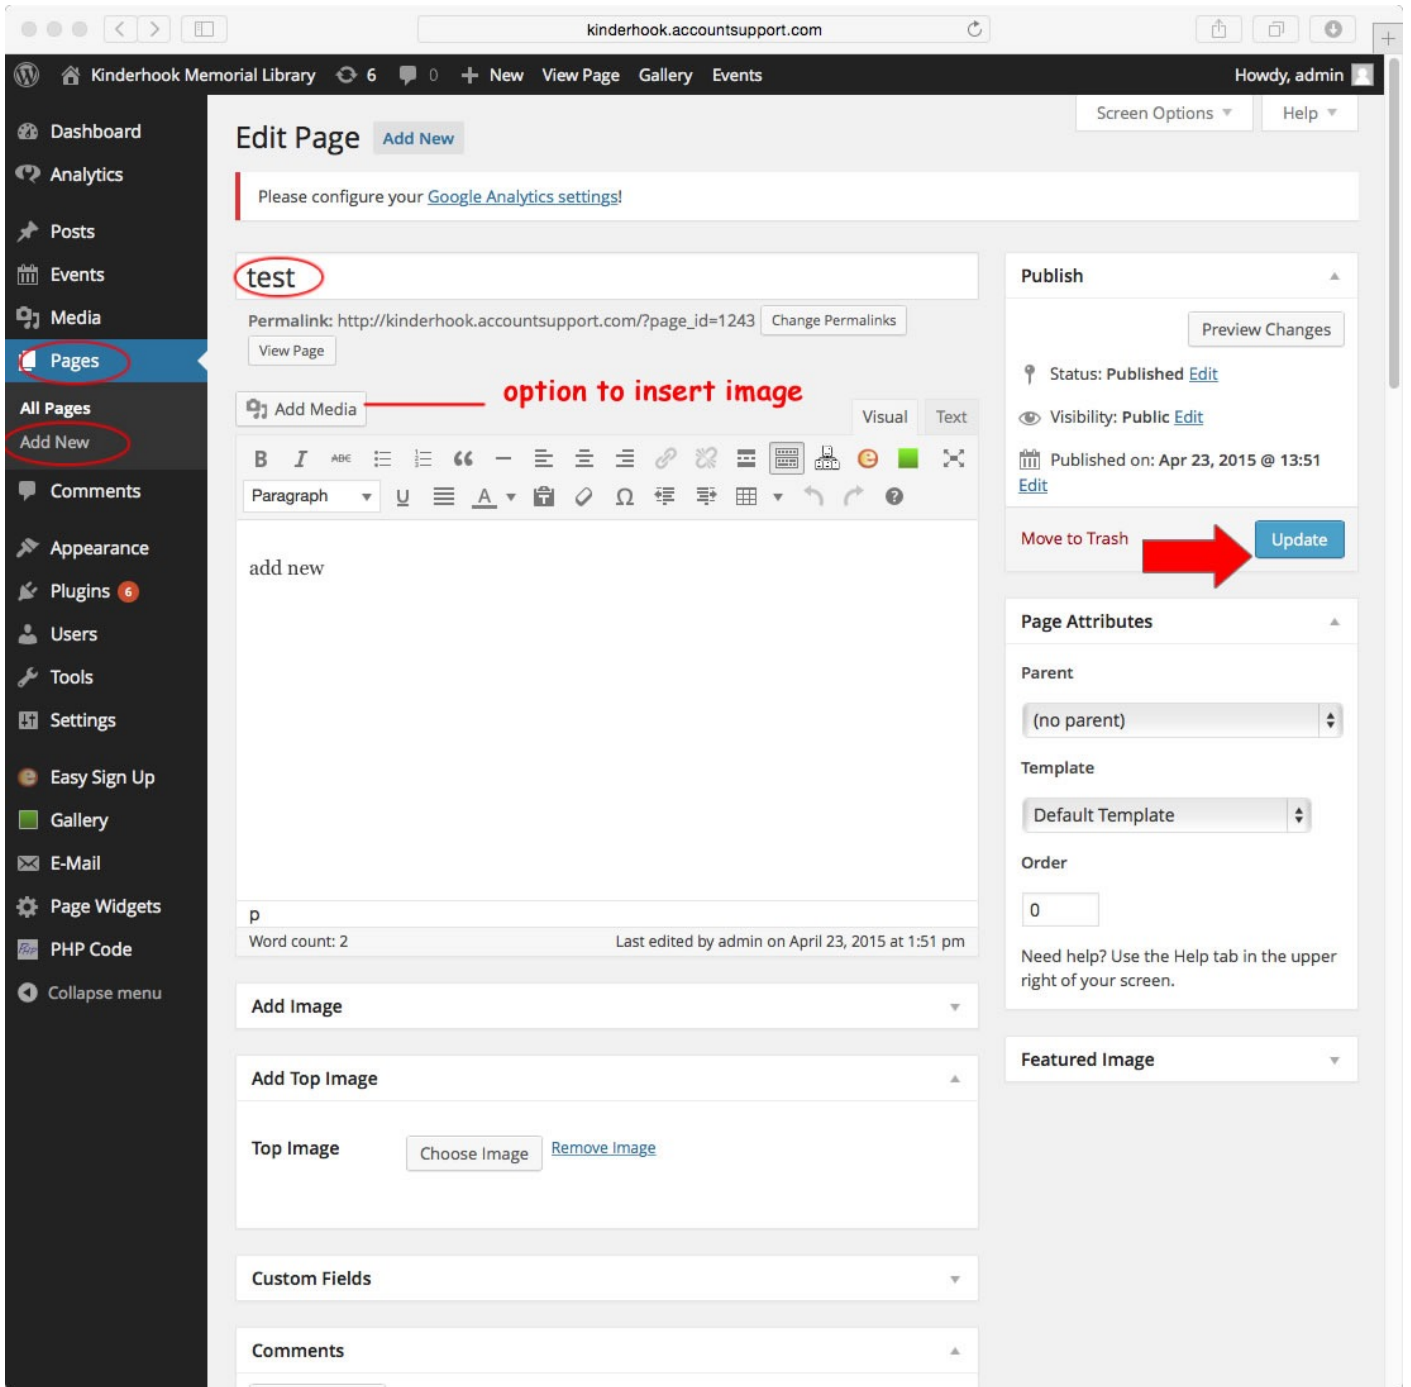 kinderhook.accountsupport.com
Kinderhook Memorial Library 6 0 + New View Page Gallery Events Howdy, admin
Screen Options Help
Dashboard
Analytics
Posts
Events
Media
Pages
All Pages
Add New
Comments
Appearance
Plugins 6
Users
Tools
Settings
Easy Sign Up
Gallery
E-Mail
Page Widgets
PHP Code
Collapse menu
Edit Page Add New
Please configure your Google Analytics settings!
test
Permalink: http://kinderhook.accountsupport.com/?page_id=1243 Change Permalinks
View Page
Add Media option to insert image
Visual Text
B I ABC
Paragraph U A Ω
add new
p
Word count: 2 Last edited by admin on April 23, 2015 at 1:51 pm
Add Image
Add Top Image
Top Image Choose Image Remove Image
Custom Fields
Comments
Publish
Preview Changes
Status: Published Edit
Visibility: Public Edit
Published on: Apr 23, 2015 @ 13:51
Edit
Move to Trash Update
Page Attributes
Parent
(no parent)
Template
Default Template
Order
0
Need help? Use the Help tab in the upper
right of your screen.
Featured Image